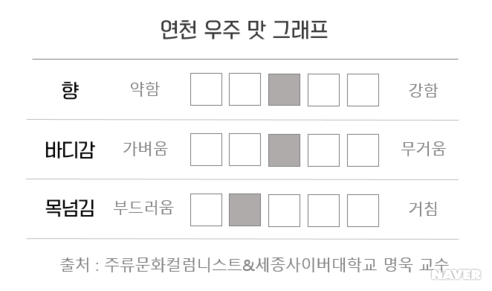 연천 우주 맛 그래프
향 약함 강함
바디감 가벼움 무거움
목넘김 부드러움 거침
출처 : 주류문화컬럼니스트&세종사이버대학교 명욱 교수
NAVER